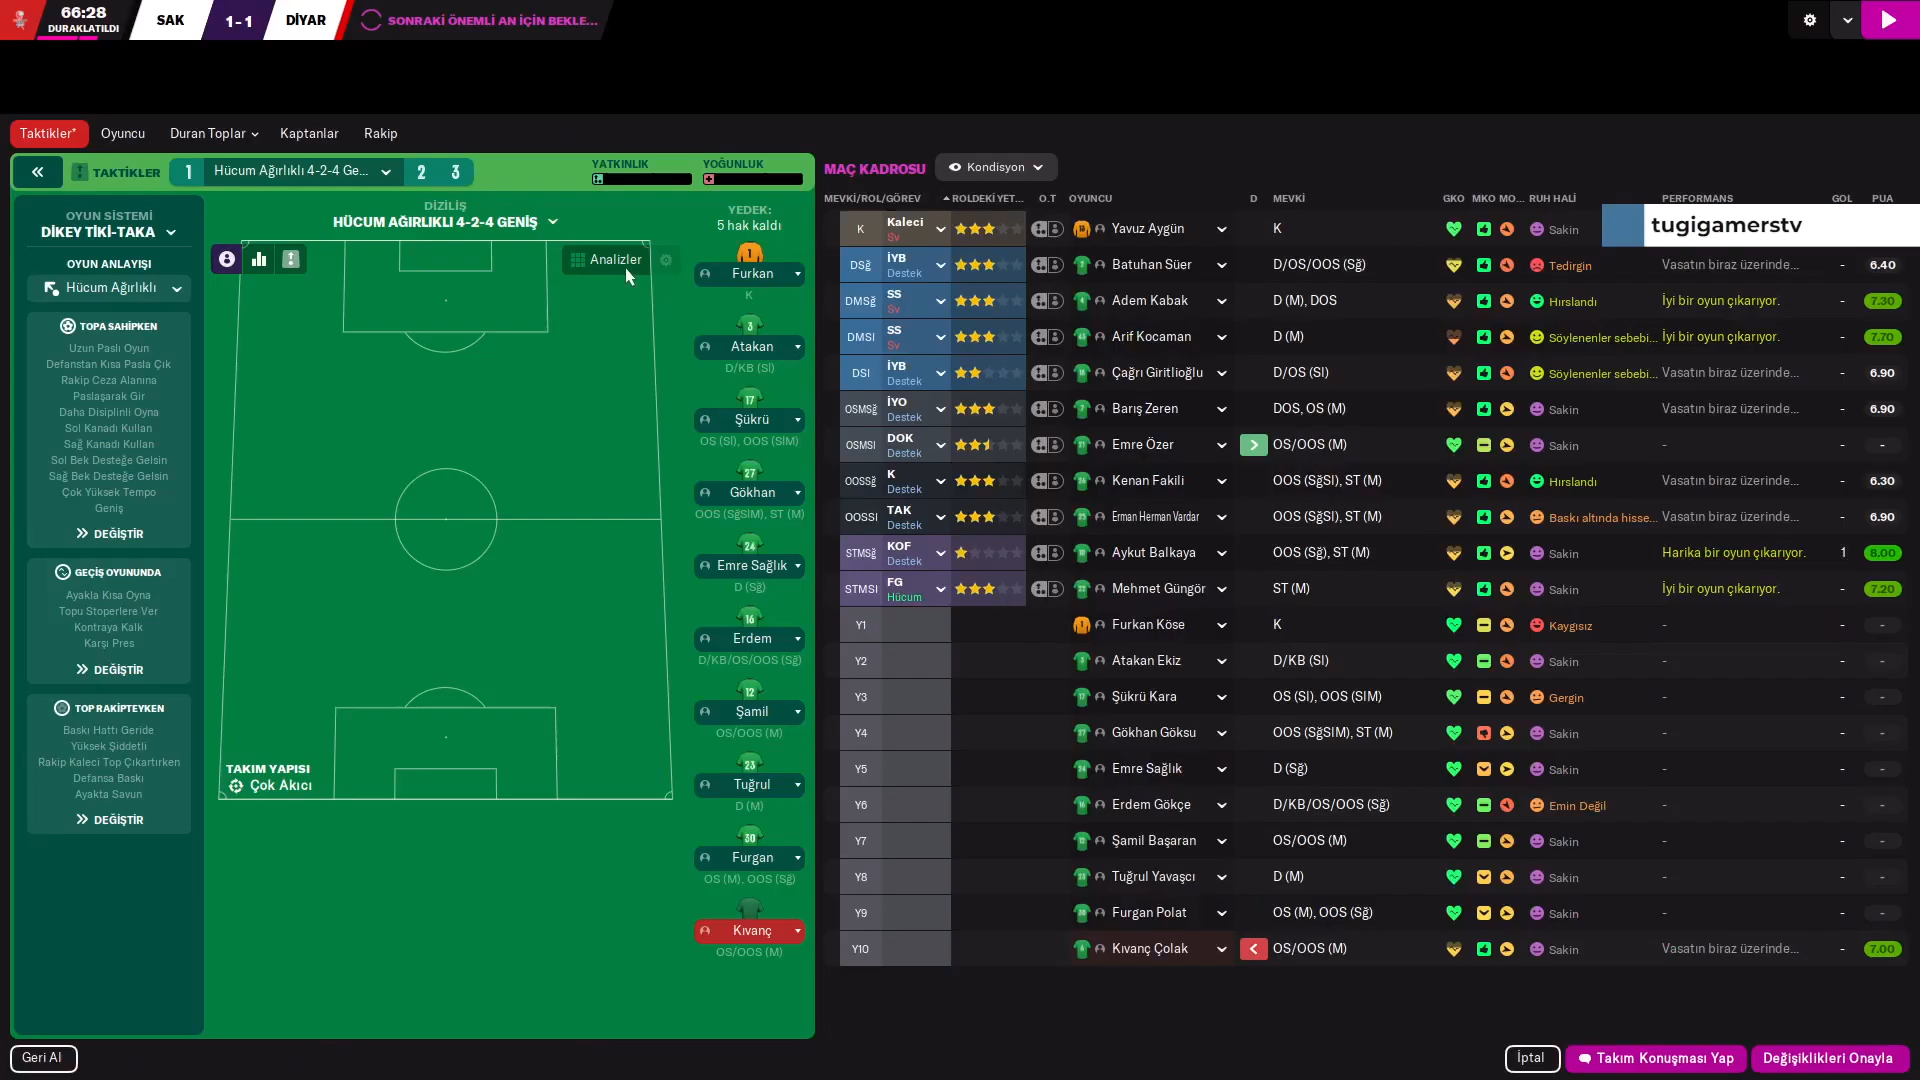 66:28
DURAKLATILDI
SAK
1 - 1
DİYAR
SONRAKİ ÖNEMLİ AN İÇİN BEKLE...
Taktikler*
Oyuncu
Duran Toplar
Kaptanlar
Rakip
TAKTİKLER
1
Hücum Ağırlıklı 4-2-4 Ge...
2
3
YATKINLIK
YOĞUNLUK
OYUN SİSTEMİ
DİKEY TİKİ-TAKA
OYUN ANLAYIŞI
Hücum Ağırlıklı
TOPA SAHİPKEN
Uzun Paslı Oyun
Defanstan Kısa Pasla Çık
Rakip Ceza Alanına
Paslaşarak Gir
Daha Disiplinli Oyna
Sol Kanadı Kullan
Sağ Kanadı Kullan
Sol Bek Desteğe Gelsin
Sağ Bek Desteğe Gelsin
Çok Yüksek Tempo
Geniş
DEĞİŞTİR
GEÇİŞ OYUNUNDA
Ayakla Kısa Oyna
Topu Stoperlere Ver
Kontraya Kalk
Karşı Pres
DEĞİŞTİR
TOP RAKİPTEYKEN
Baskı Hattı Geride
Yüksek Şiddetli
Rakip Kaleci Top Çıkartırken
Defansa Baskı
Ayakta Savun
DEĞİŞTİR
DİZİLİŞ
HÜCUM AĞIRLIKLI 4-2-4 GENİŞ
Analizler
TAKIM YAPISI
Çok Akıcı
YEDEK:
5 hak kaldı
1
Furkan
K
3
Atakan
D/KB (Sl)
17
Şükrü
OS (Sl), OOS (SlM)
27
Gökhan
OOS (SğSlM), ST (M)
24
Emre Sağlık
D (Sğ)
16
Erdem
D/KB/OS/OOS (Sğ)
12
Şamil
OS/OOS (M)
23
Tuğrul
D (M)
30
Furgan
OS (M), OOS (Sğ)
Kıvanç
OS/OOS (M)
MAÇ KADROSU
Kondisyon
MEVKİ/ROL/GÖREV ROLDEKİ YET... O.T OYUNCU D MEVKİ GKO MKO MO... RUH HALİ PERFORMANS GOL PUA
tugigamerstv
K Kaleci Sv Yavuz Aygün K Sakin
DSğ İYB Destek Batuhan Süer D/OS/OOS (Sğ) Tedirgin Vasatın biraz üzerinde... - 6.40
DMSğ SS Sv Adem Kabak D (M), DOS Hırslandı İyi bir oyun çıkarıyor. - 7.30
DMSl SS Sv Arif Kocaman D (M) Söylenenler sebebi... İyi bir oyun çıkarıyor. - 7.70
DSl İYB Destek Çağrı Giritlioğlu D/OS (Sl) Söylenenler sebebi... Vasatın biraz üzerinde... - 6.90
OSMSğ İYO Destek Barış Zeren DOS, OS (M) Sakin Vasatın biraz üzerinde... - 6.90
OSMSl DOK Destek Emre Özer OS/OOS (M) Sakin - - -
OOSSğ K Destek Kenan Fakili OOS (SğSl), ST (M) Hırslandı Vasatın biraz üzerinde... - 6.30
OOSSl TAK Destek Erman Herman Vardar OOS (SğSl), ST (M) Baskı altında hisse... Vasatın biraz üzerinde... - 6.90
STMSğ KOF Destek Aykut Balkaya OOS (Sğ), ST (M) Sakin Harika bir oyun çıkarıyor. 1 8.00
STMSl FG Hücum Mehmet Güngör ST (M) Sakin İyi bir oyun çıkarıyor. - 7.20
Y1 Furkan Köse K Kaygısız - - -
Y2 Atakan Ekiz D/KB (Sl) Sakin - - -
Y3 Şükrü Kara OS (Sl), OOS (SlM) Gergin - - -
Y4 Gökhan Göksu OOS (SğSlM), ST (M) Sakin - - -
Y5 Emre Sağlık D (Sğ) Sakin - - -
Y6 Erdem Gökçe D/KB/OS/OOS (Sğ) Emin Değil - - -
Y7 Şamil Başaran OS/OOS (M) Sakin - - -
Y8 Tuğrul Yavaşcı D (M) Sakin - - -
Y9 Furgan Polat OS (M), OOS (Sğ) Sakin - - -
Y10 Kıvanç Çolak OS/OOS (M) Sakin Vasatın biraz üzerinde... - 7.00
Geri Al
İptal
Takım Konuşması Yap
Değişiklikleri Onayla